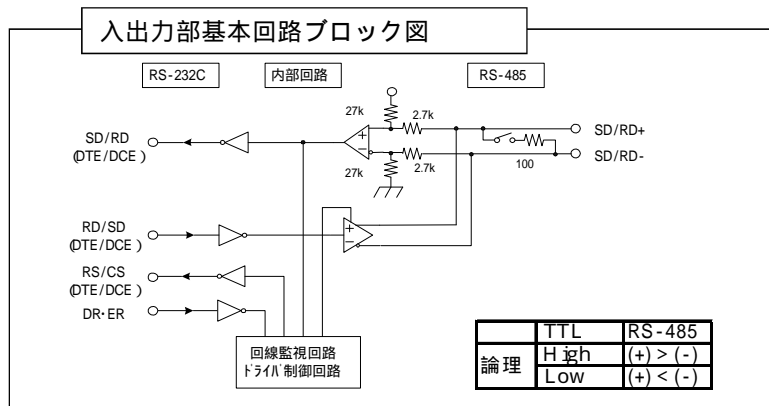 入出力部基本回路ブロック図
RS-232C
内部回路
RS-485
27k
2.7k
SD/RD
(DTE/DCE)
SD/RD+
SD/RD-
100
2.7k
27k
RD/SD
(DTE/DCE)
RS/CS
(DTE/DCE)
DR・ER
回線監視回路
ドライバ制御回路
TTL RS-485
論理 High (+) > (-)
Low (+) < (-)